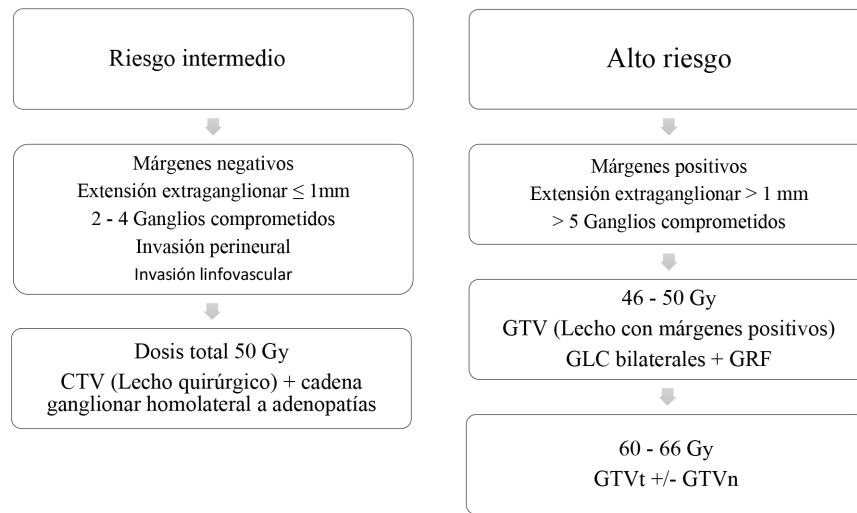 Riesgo intermedio
Márgenes negativos
Extensión extraganglionar ≤ 1mm
2 - 4 Ganglios comprometidos
Invasión perineural
Invasión linfovascular
Dosis total 50 Gy
CTV (Lecho quirúrgico) + cadena
ganglionar homolateral a adenopatías
Alto riesgo
Márgenes positivos
Extensión extraganglionar > 1 mm
> 5 Ganglios comprometidos
46 - 50 Gy
GTV (Lecho con márgenes positivos)
GLC bilaterales + GRF
60 - 66 Gy
GTVt +/- GTVn